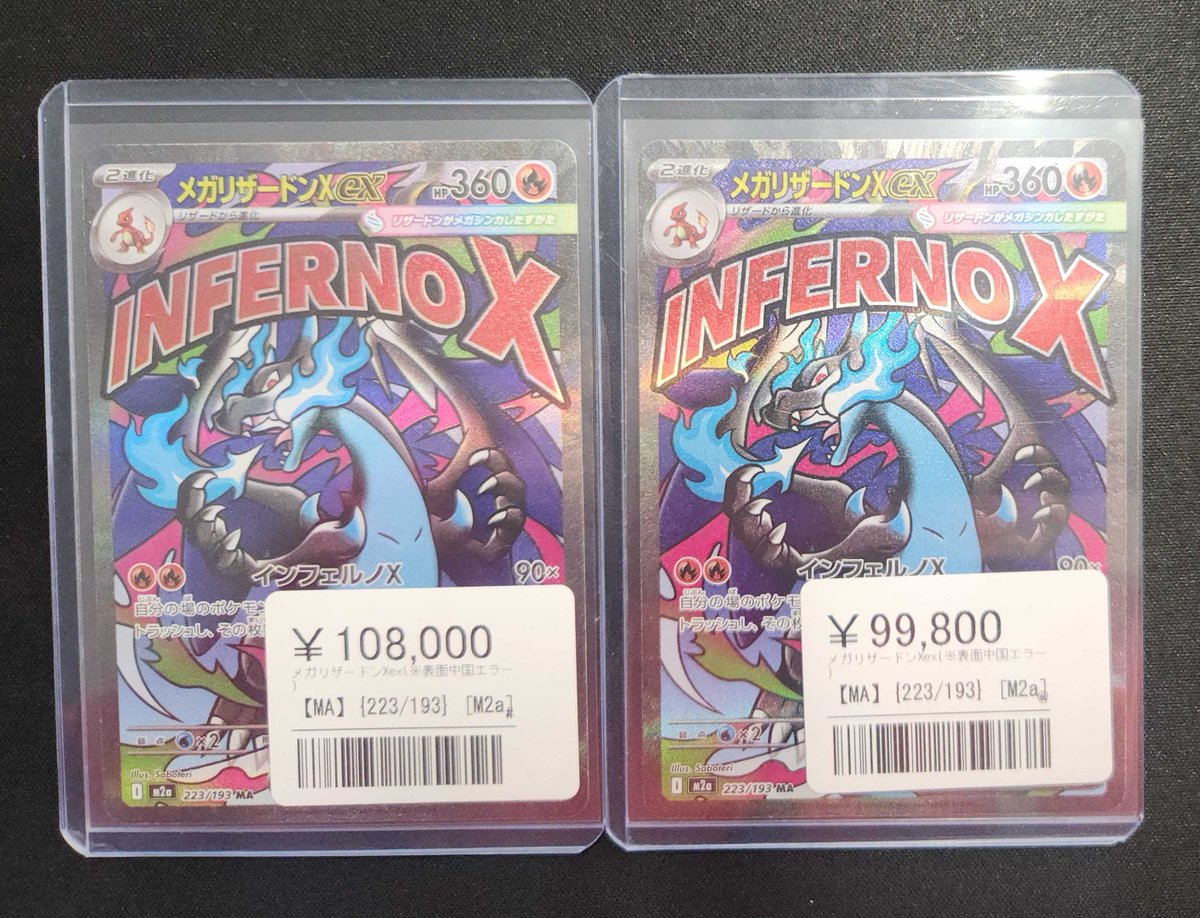 2進化
メガリザードンXex
HP360
リザードから進化
リザードンがメガシンカしたすがた
INFERNO X
インフェルノX
90×
自分の場のポケモン
トラッシュし、その枚
¥108,000
メガリザードンXex(※表面中国エラー
)
【MA】 {223/193} [M2a]
#
弱点
×2
Illus. Saboteri
I
m2a
223/193 MA
2進化
メガリザードンXex
HP360
リザードから進化
リザードンがメガシンカしたすがた
INFERNO X
インフェルノX
90×
自分の場のポケモ
トラッシュし、その枚
¥99,800
メガリザードンXex(※表面中国エラー
)
【MA】 {223/193} [M2a]
@
弱点
×2
Illus. Saboteri
I
m2a
223/193 MA